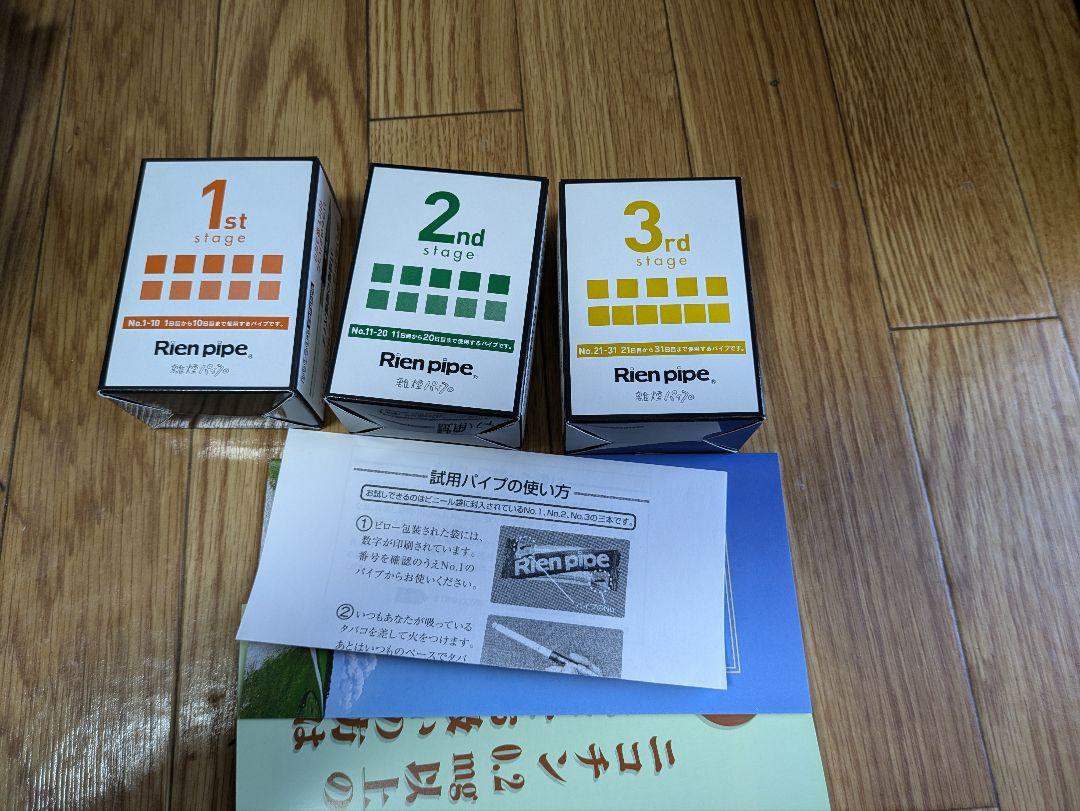 1st
stage
No.1-10 1日目から10日目まで使用するパイプです。
Rien pipe®
離煙パイプ®
2nd
stage
No.11-20 11日目から20日目まで使用するパイプです。
Rien pipe®
離煙パイプ®
3rd
stage
No.21-31 21日目から31日目まで使用するパイプです。
Rien pipe®
離煙パイプ®
試用パイプの使い方
お試しできるのはビニール袋に封入されているNo.1、No.2、No.3の三本です。
①ピロー包装された袋には、
数字が印刷されています。
番号を確認のうえNo.1の
パイプからお使いください。
Rien pipe
パイプのNo.
②いつもあなたが吸っている
タバコを差して火をつけます。
あとはいつものペースでタバ
ニコチン
0.2
mg
以上の